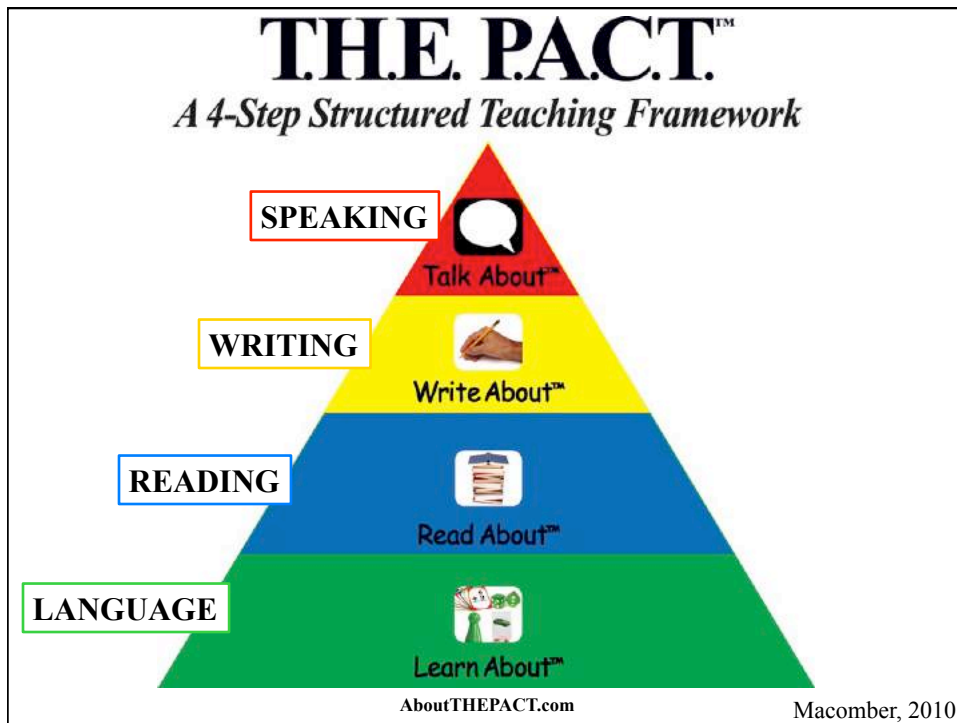 T.H.E. P.A.C.T.™
A 4-Step Structured Teaching Framework
SPEAKING
Talk About™
WRITING
Write About™
READING
Read About™
LANGUAGE
Learn About™
AboutTHEPACT.com
Macomber, 2010